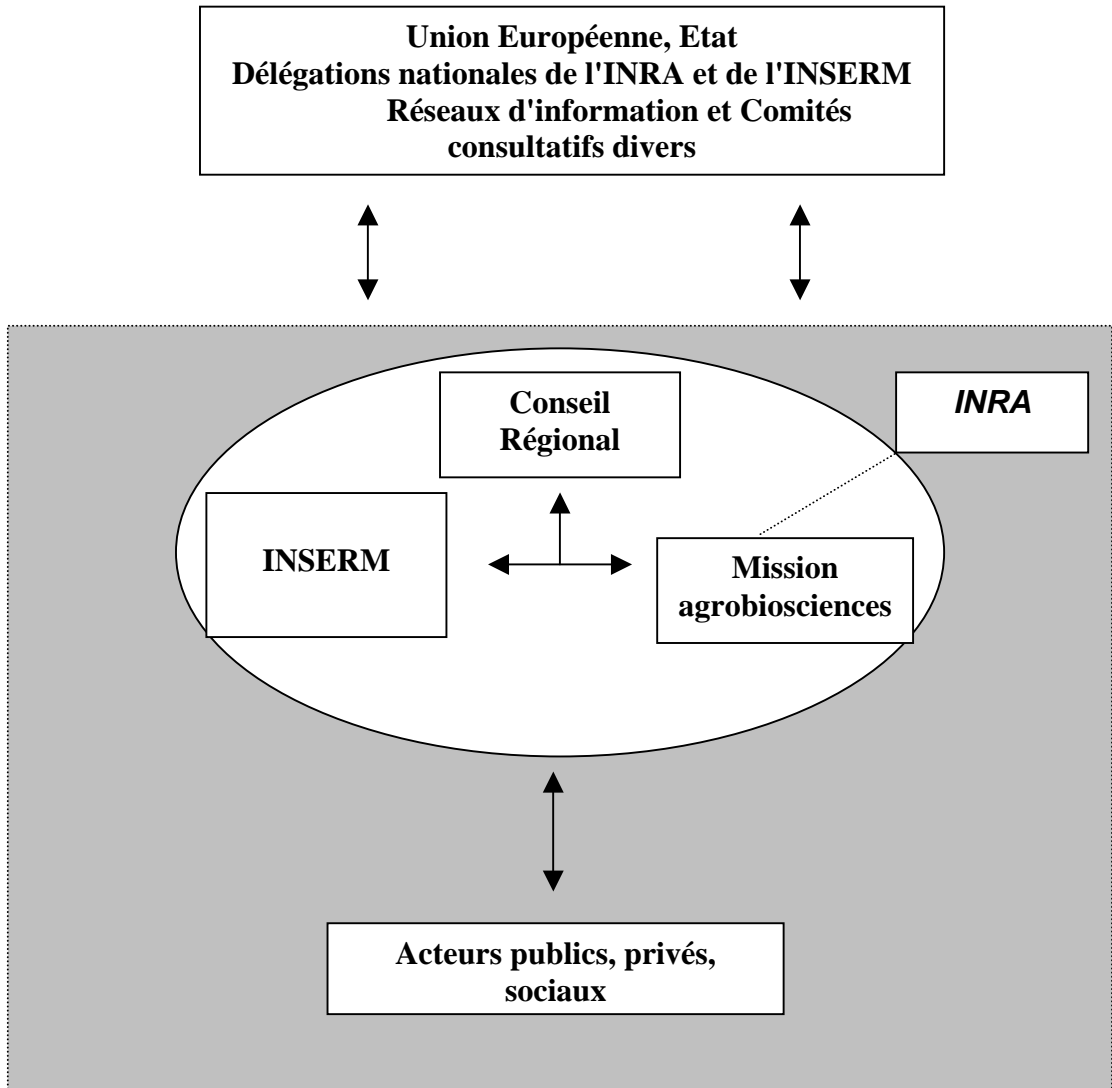 Union Européenne, Etat
Délégations nationales de l'INRA et de l'INSERM
Réseaux d'information et Comités
consultatifs divers
Conseil
Régional
INRA
INSERM
Mission
agrobiosciences
Acteurs publics, privés,
sociaux